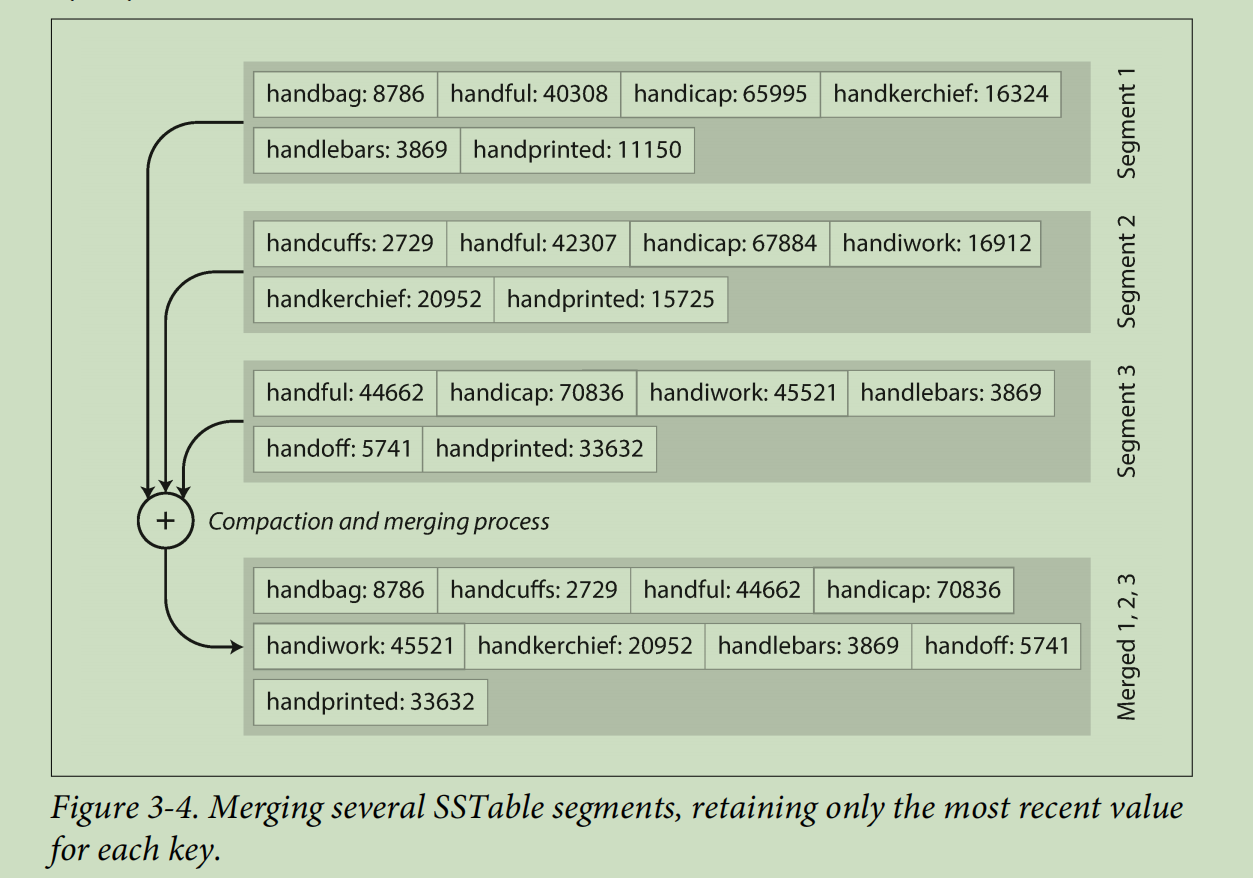 handbag: 8786 handful: 40308 handicap: 65995 handkerchief: 16324
handlebars: 3869 handprinted: 11150
Segment 1
handcuffs: 2729 handful: 42307 handicap: 67884 handiwork: 16912
handkerchief: 20952 handprinted: 15725
Segment 2
handful: 44662 handicap: 70836 handiwork: 45521 handlebars: 3869
handoff: 5741 handprinted: 33632
Segment 3
+ Compaction and merging process
handbag: 8786 handcuffs: 2729 handful: 44662 handicap: 70836
handiwork: 45521 handkerchief: 20952 handlebars: 3869 handoff: 5741
handprinted: 33632
Merged 1, 2, 3
Figure 3-4. Merging several SSTable segments, retaining only the most recent value
for each key.